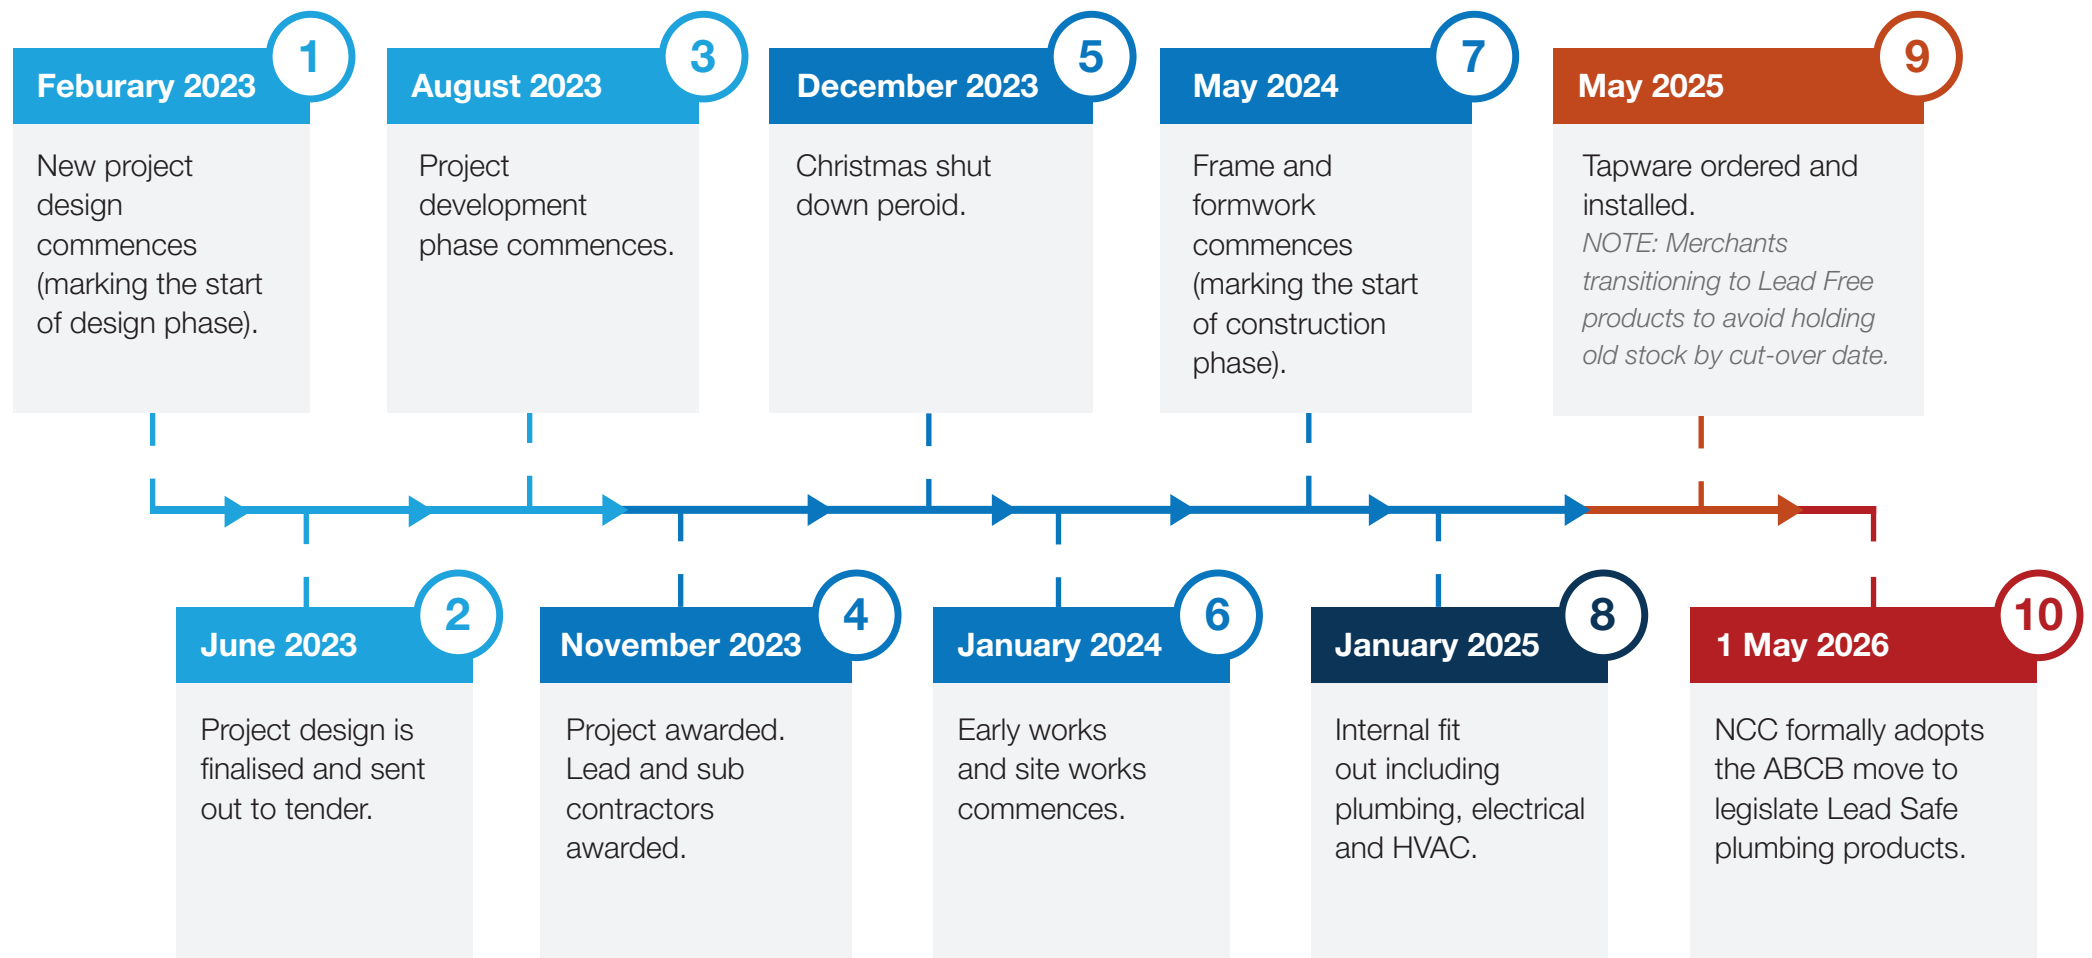 1
Feburary 2023
New project
design
commences
(marking the start
of design phase).
3
August 2023
Project
development
phase commences.
5
December 2023
Christmas shut
down peroid.
7
May 2024
Frame and
formwork
commences
(marking the start
of construction
phase).
9
May 2025
Tapware ordered and
installed.
NOTE: Merchants
transitioning to Lead Free
products to avoid holding
old stock by cut-over date.
2
June 2023
Project design is
finalised and sent
out to tender.
4
November 2023
Project awarded.
Lead and sub
contractors
awarded.
6
January 2024
Early works
and site works
commences.
8
January 2025
Internal fit
out including
plumbing, electrical
and HVAC.
10
1 May 2026
NCC formally adopts
the ABCB move to
legislate Lead Safe
plumbing products.